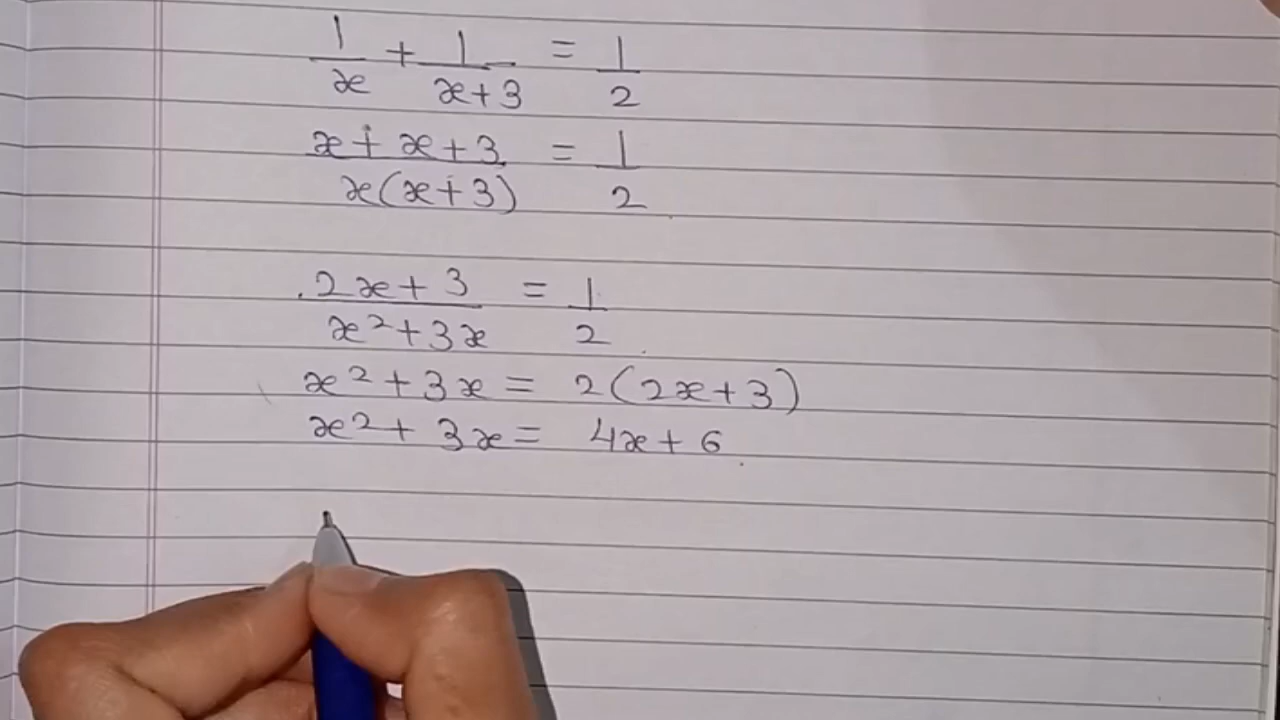 1/x + 1/x+3 = 1/2
x + x + 3/x(x+3) = 1/2
2x + 3/x² + 3x = 1/2
x² + 3x = 2(2x+3)
x² + 3x = 4x + 6